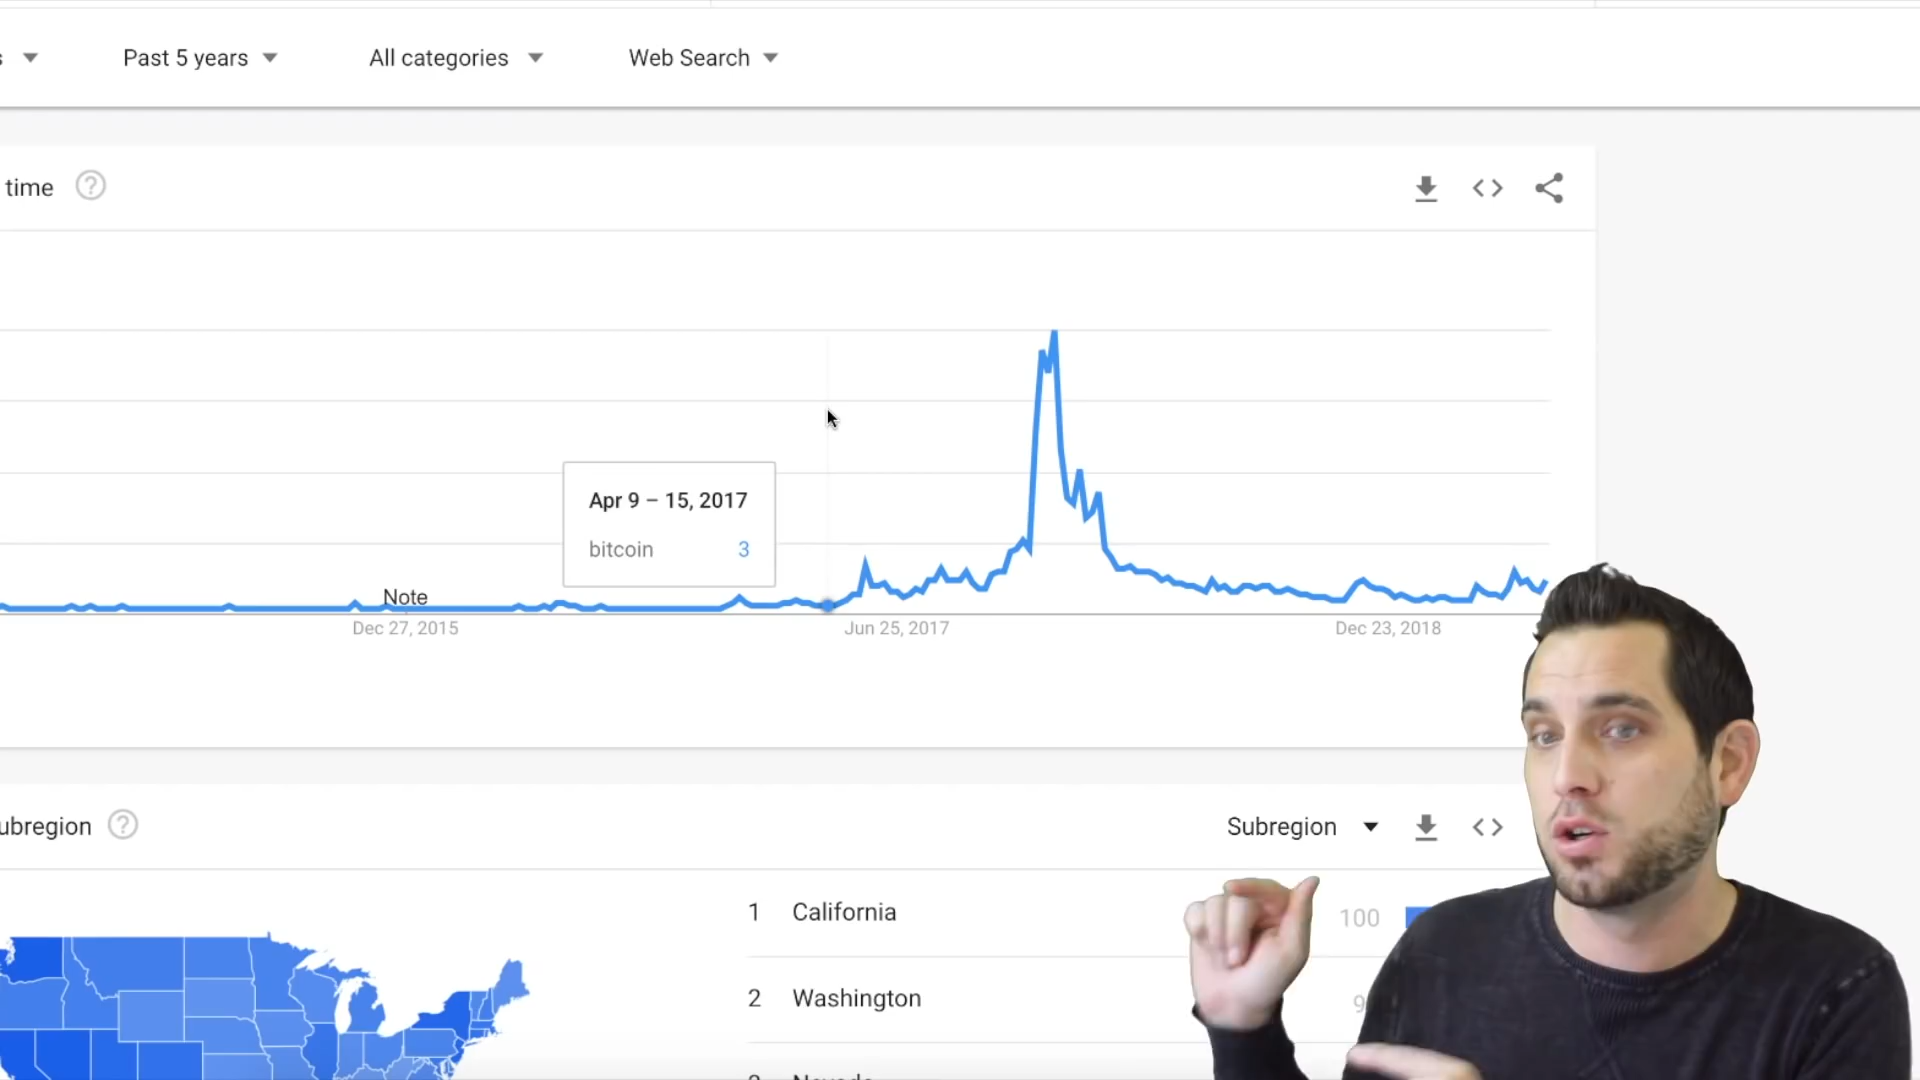 Past 5 years
All categories
Web Search
time
Apr 9 – 15, 2017
bitcoin 3
Note
Dec 27, 2015
Jun 25, 2017
Dec 23, 2018
ubregion
Subregion
1 California 100
2 Washington